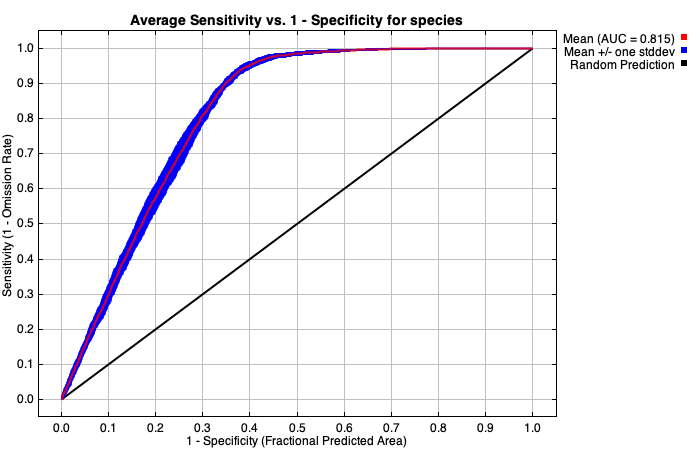 Average Sensitivity vs. 1 - Specificity for species
Mean (AUC = 0.815)
Mean +/- one stddev
Random Prediction
Sensitivity (1 - Omission Rate)
1.0
0.9
0.8
0.7
0.6
0.5
0.4
0.3
0.2
0.1
0.0
0.0 0.1 0.2 0.3 0.4 0.5 0.6 0.7 0.8 0.9 1.0
1 - Specificity (Fractional Predicted Area)